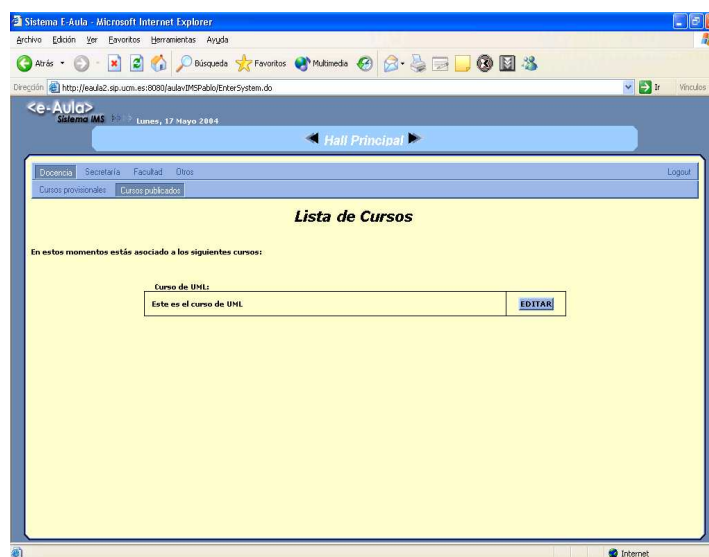 Sistema E-Aula - Microsoft Internet Explorer
Archivo Edición Ver Favoritos Herramientas Ayuda
Atrás Búsqueda Favoritos Multimedia
Dirección http://eaula2.sip.ucm.es:8080/aulavIMSPablo/EnterSystem.do Ir Vínculos
<e-Aula>
Sistema IMS Lunes, 17 Mayo 2004
Hall Principal
Docencia Secretaría Facultad Otros Logout
Cursos provisionales Cursos publicados
Lista de Cursos
En estos momentos estás asociado a los siguientes cursos:
Curso de UML:
Este es el curso de UML EDITAR
Internet